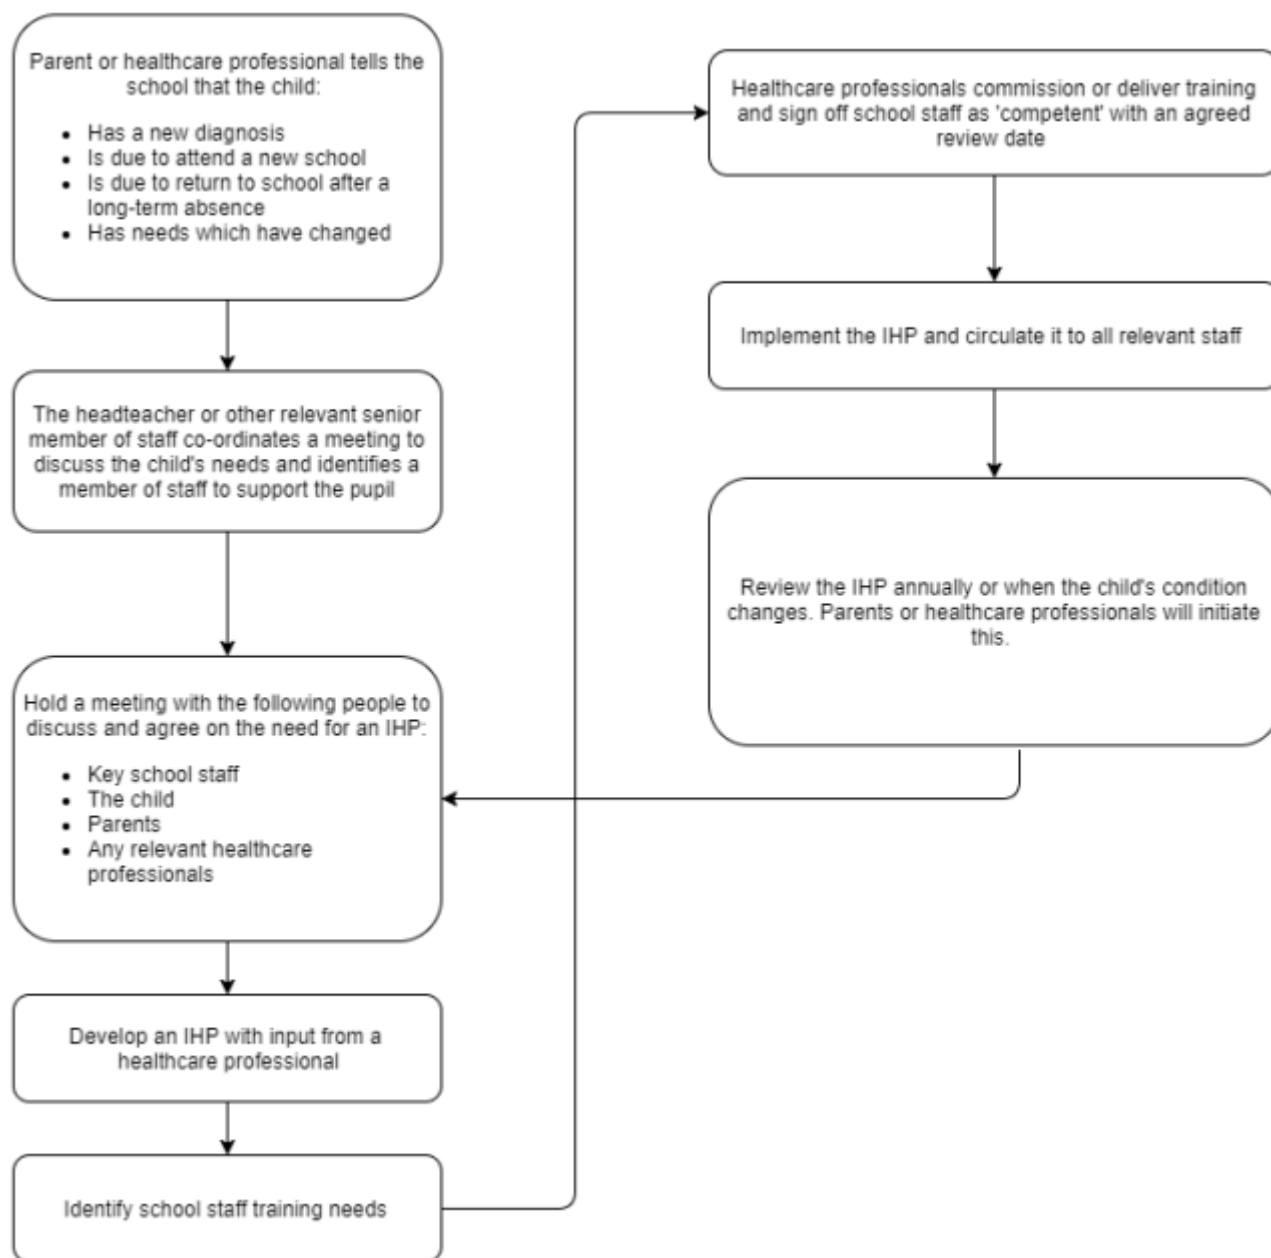 Parent or healthcare professional tells the
school that the child:
• Has a new diagnosis
• Is due to attend a new school
• Is due to return to school after a
long-term absence
• Has needs which have changed
The headteacher or other relevant senior
member of staff co-ordinates a meeting to
discuss the child's needs and identifies a
member of staff to support the pupil
Hold a meeting with the following people to
discuss and agree on the need for an IHP:
• Key school staff
• The child
• Parents
• Any relevant healthcare
professionals
Develop an IHP with input from a
healthcare professional
Identify school staff training needs
Healthcare professionals commission or deliver training
and sign off school staff as 'competent' with an agreed
review date
Implement the IHP and circulate it to all relevant staff
Review the IHP annually or when the child's condition
changes. Parents or healthcare professionals will initiate
this.